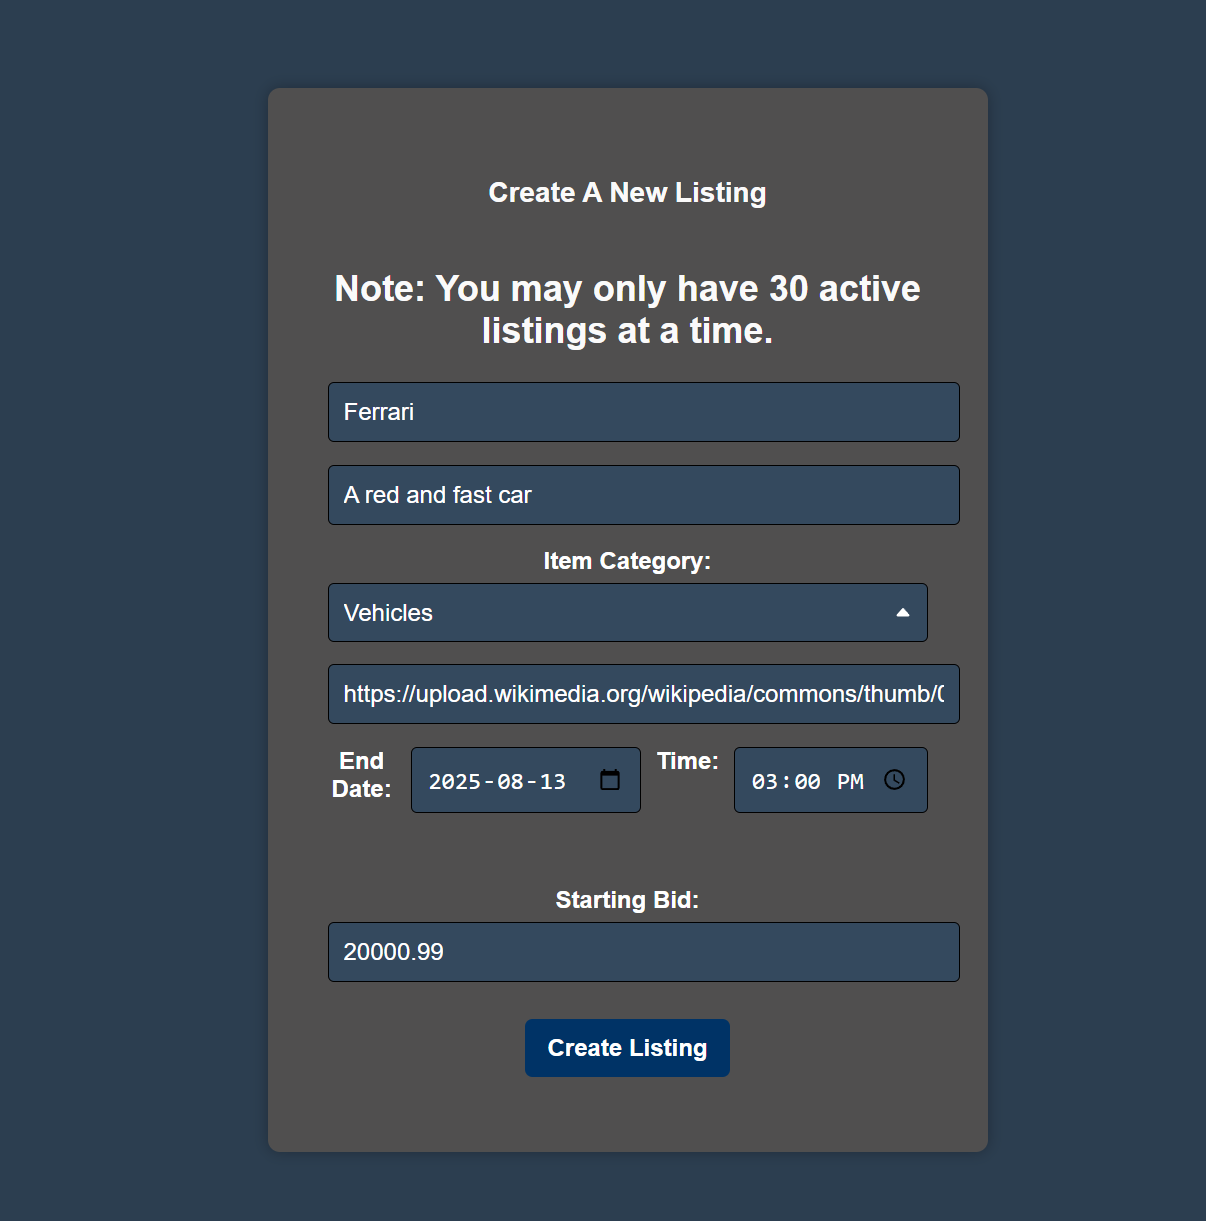 Create A New Listing
Note: You may only have 30 active
listings at a time.
Ferrari
A red and fast car
Item Category:
Vehicles
https://upload.wikimedia.org/wikipedia/commons/thumb/
End
Date:
2025-08-13
Time:
03:00 PM
Starting Bid:
20000.99
Create Listing